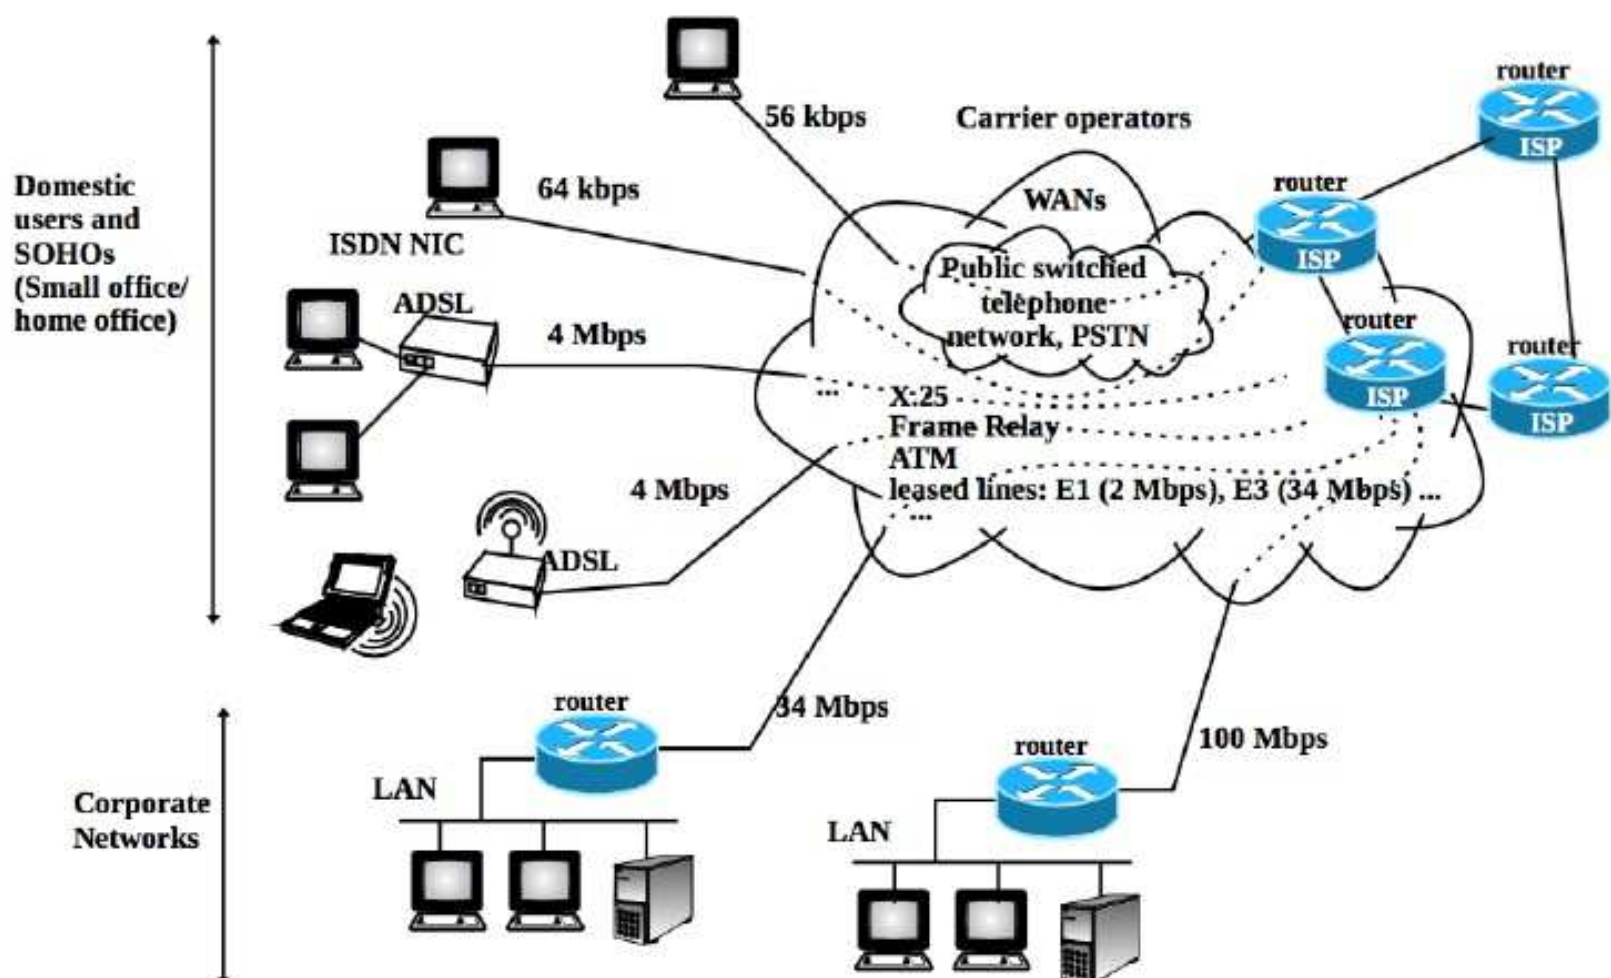 router
ISP
56 kbps
Carrier operators
Domestic
users and
SOHOs
(Small office/
home office)
64 kbps
WANs
router
ISP
ISDN NIC
Public switched
telephone
network, PSTN
ADSL
4 Mbps
router
ISP
router
ISP
...
X.25
Frame Relay
ATM
leased lines: E1 (2 Mbps), E3 (34 Mbps) ...
...
4 Mbps
ADSL
router
34 Mbps
router
100 Mbps
LAN
Corporate
Networks
LAN